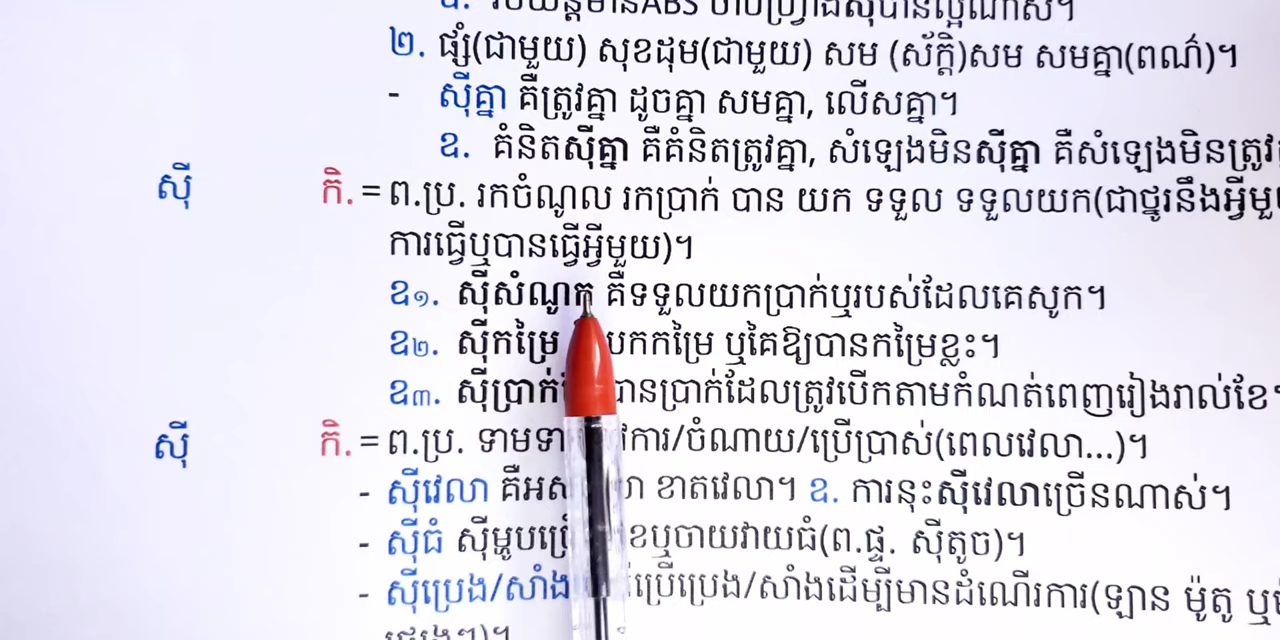 ២. ផ្សំ(ជាមួយ) សុខដុម(ជាមួយ) សម (ស័ក្ដិ)សម សមគ្នា(ពណ៌)។
- ស៊ីគ្នា គឺត្រូវគ្នា ដូចគ្នា សមគ្នា, លើសគ្នា។
ឧ. គំនិតស៊ីគ្នា គឺគំនិតត្រូវគ្នា, សំឡេងមិនស៊ីគ្នា គឺសំឡេងមិនត្រូវ
ស៊ី កិ. = ព.ប្រ. រកចំណូល រកប្រាក់ បាន យក ទទួល ទទួលយក(ជាថ្នូរនឹងអ្វីមួយ
ការធ្វើឬបានធ្វើអ្វីមួយ)។
ឧ១. ស៊ីសំណូក គឺទទួលយកប្រាក់ឬរបស់ដែលគេសូក។
ឧ២. ស៊ីកម្រៃ បកកម្រៃ ឬគៃឱ្យបានកម្រៃខ្លះ។
ឧ៣. ស៊ីប្រាក់ បានប្រាក់ដែលត្រូវបើកតាមកំណត់ពេញរៀងរាល់ខែ
ស៊ី កិ. = ព.ប្រ. ទាមទា វការ/ចំណាយ/ប្រើប្រាស់(ពេលវេលា...)។
- ស៊ីវេលា គឺអស់ ខាតវេលា។ ឧ. ការនុះស៊ីវេលាច្រើនណាស់។
- ស៊ីធំ ស៊ីម្ហូប ឬចាយវាយធំ(ព.ផ្ទ. ស៊ីតូច)។
- ស៊ីប្រេង/សាំង ប្រើប្រេង/សាំងដើម្បីមានដំណើរការ(ឡាន ម៉ូតូ ឬ